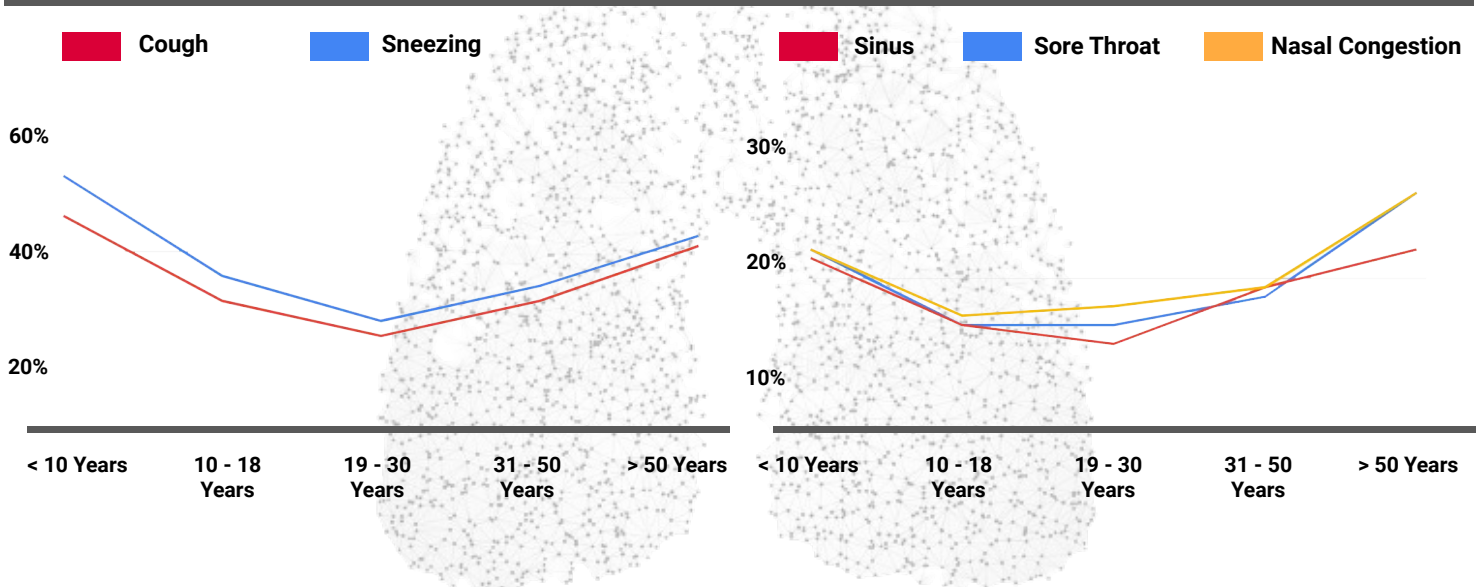 Cough
Sneezing
60%
40%
20%
< 10 Years
10 - 18
Years
19 - 30
Years
31 - 50
Years
> 50 Years
Sinus
Sore Throat
Nasal Congestion
30%
20%
10%
< 10 Years
10 - 18
Years
19 - 30
Years
31 - 50
Years
> 50 Years